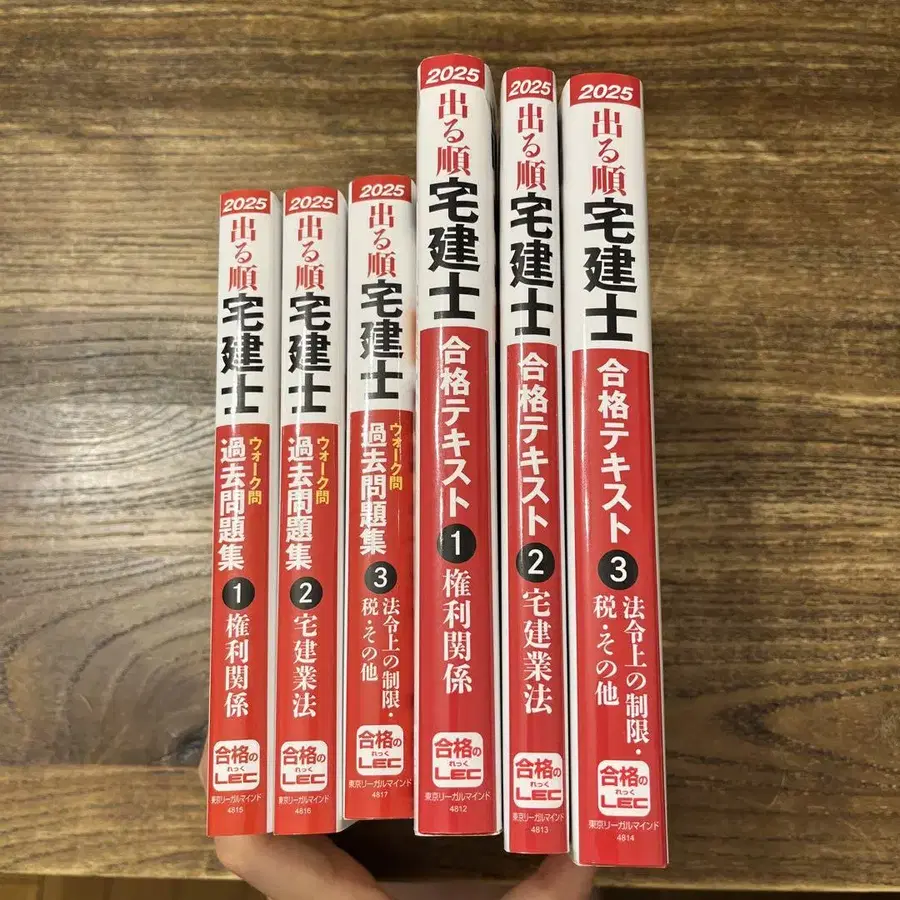 2025
出る順
宅建士
ウォーク問
過去問題集
1
権利関係
合格の
れっく
LEC
東京リーガルマインド
4815
2025
出る順
宅建士
ウォーク問
過去問題集
2
宅建業法
合格の
れっく
LEC
東京リーガルマインド
4816
2025
出る順
宅建士
ウォーク問
過去問題集
3
法令上の制限・
税・その他
合格の
れっく
LEC
東京リーガルマインド
4817
2025
出る順
宅建士
合格テキスト
1
権利関係
合格の
れっく
LEC
東京リーガルマインド
4812
2025
出る順
宅建士
合格テキスト
2
宅建業法
合格の
れっく
LEC
東京リーガルマインド
4813
2025
出る順
宅建士
合格テキスト
3
法令上の制限・
税・その他
合格の
れっく
LEC
東京リーガルマインド
4814